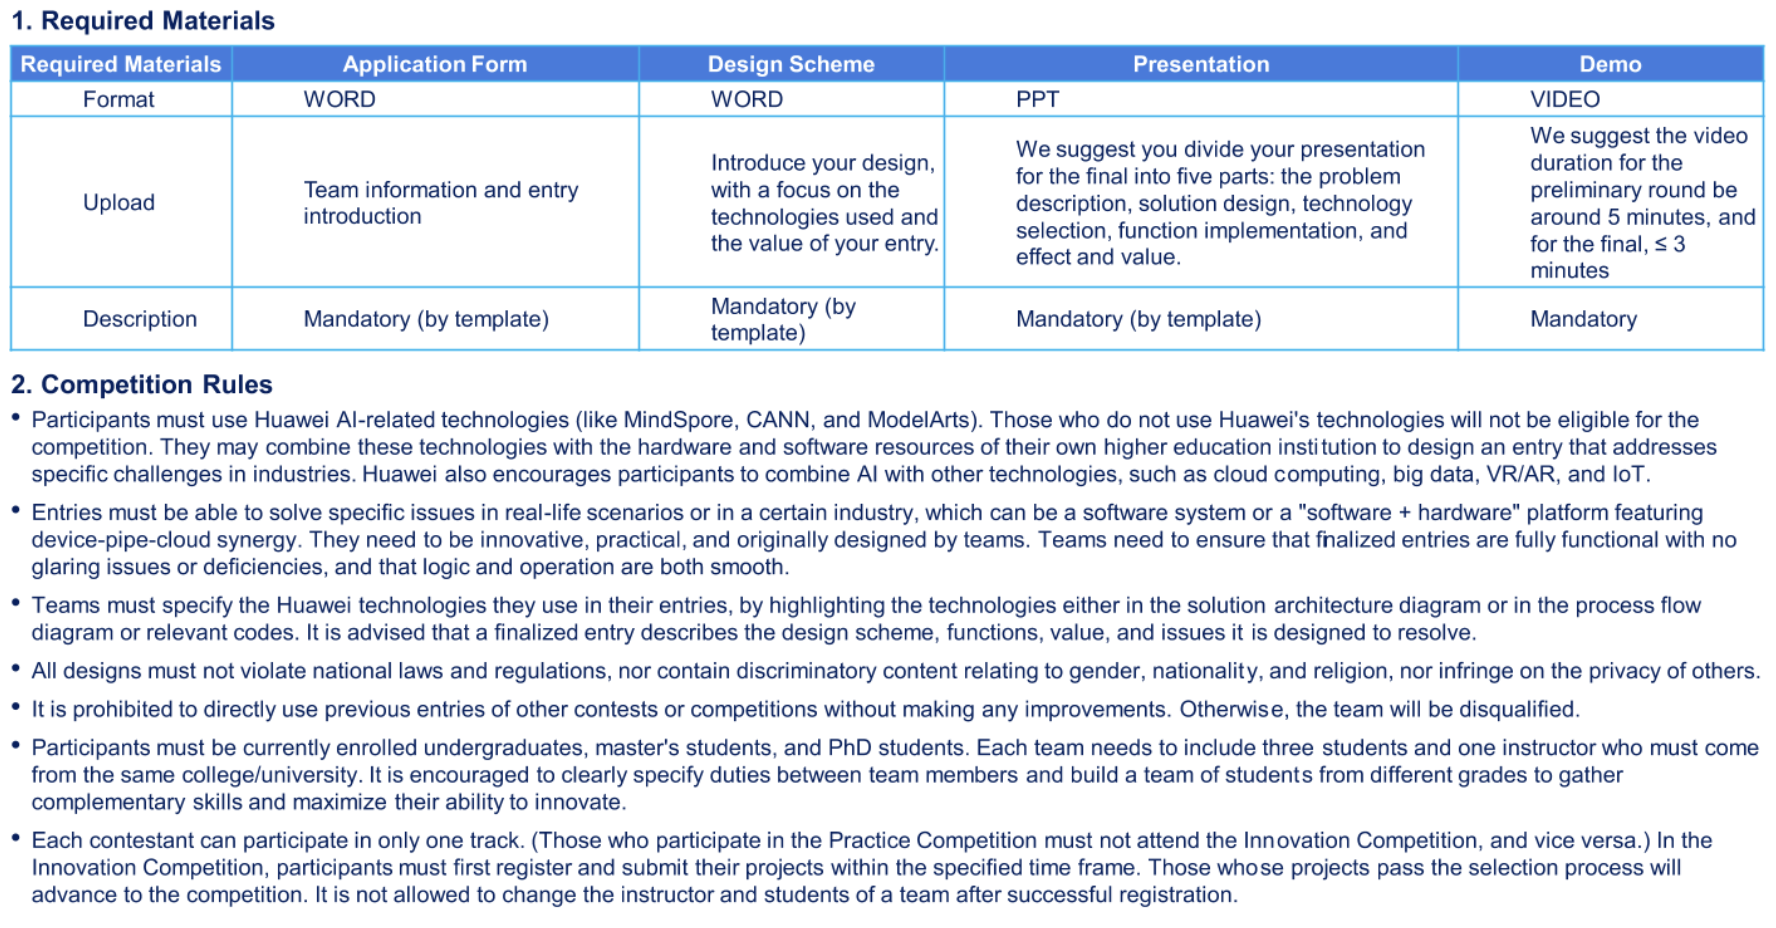 1. Required Materials
Required Materials Application Form Design Scheme Presentation Demo
Format WORD WORD PPT VIDEO
Upload
Team information and entry
introduction
Introduce your design,
with a focus on the
technologies used and
the value of your entry.
We suggest you divide your presentation
for the final into five parts: the problem
description, solution design, technology
selection, function implementation, and
effect and value.
We suggest the video
duration for the
preliminary round be
around 5 minutes, and
for the final, ≤ 3
minutes
Description
Mandatory (by template)
Mandatory (by
template)
Mandatory (by template)
Mandatory
2. Competition Rules
• Participants must use Huawei AI-related technologies (like MindSpore, CANN, and ModelArts). Those who do not use Huawei's technologies will not be eligible for the
competition. They may combine these technologies with the hardware and software resources of their own higher education institution to design an entry that addresses
specific challenges in industries. Huawei also encourages participants to combine AI with other technologies, such as cloud computing, big data, VR/AR, and IoT.
• Entries must be able to solve specific issues in real-life scenarios or in a certain industry, which can be a software system or a "software + hardware" platform featuring
device-pipe-cloud synergy. They need to be innovative, practical, and originally designed by teams. Teams need to ensure that finalized entries are fully functional with no
glaring issues or deficiencies, and that logic and operation are both smooth.
• Teams must specify the Huawei technologies they use in their entries, by highlighting the technologies either in the solution architecture diagram or in the process flow
diagram or relevant codes. It is advised that a finalized entry describes the design scheme, functions, value, and issues it is designed to resolve.
• All designs must not violate national laws and regulations, nor contain discriminatory content relating to gender, nationality, and religion, nor infringe on the privacy of others.
• It is prohibited to directly use previous entries of other contests or competitions without making any improvements. Otherwise, the team will be disqualified.
• Participants must be currently enrolled undergraduates, master's students, and PhD students. Each team needs to include three students and one instructor who must come
from the same college/university. It is encouraged to clearly specify duties between team members and build a team of students from different grades to gather
complementary skills and maximize their ability to innovate.
• Each contestant can participate in only one track. (Those who participate in the Practice Competition must not attend the Innovation Competition, and vice versa.) In the
Innovation Competition, participants must first register and submit their projects within the specified time frame. Those whose projects pass the selection process will
advance to the competition. It is not allowed to change the instructor and students of a team after successful registration.